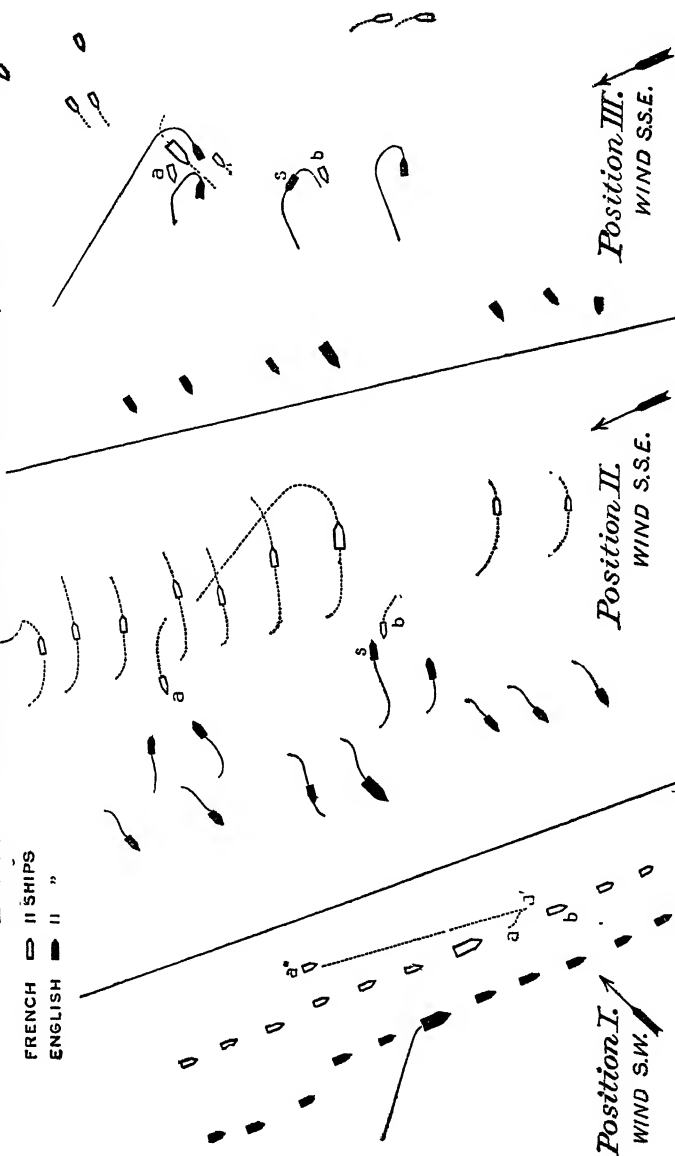 FRENCH 11 SHIPS
ENGLISH 11 "
Position I.
WIND S.W.
a"
a
a'
b
Position II.
WIND S.S.E.
a
s
b
Position III.
WIND S.S.E.
a
s
b